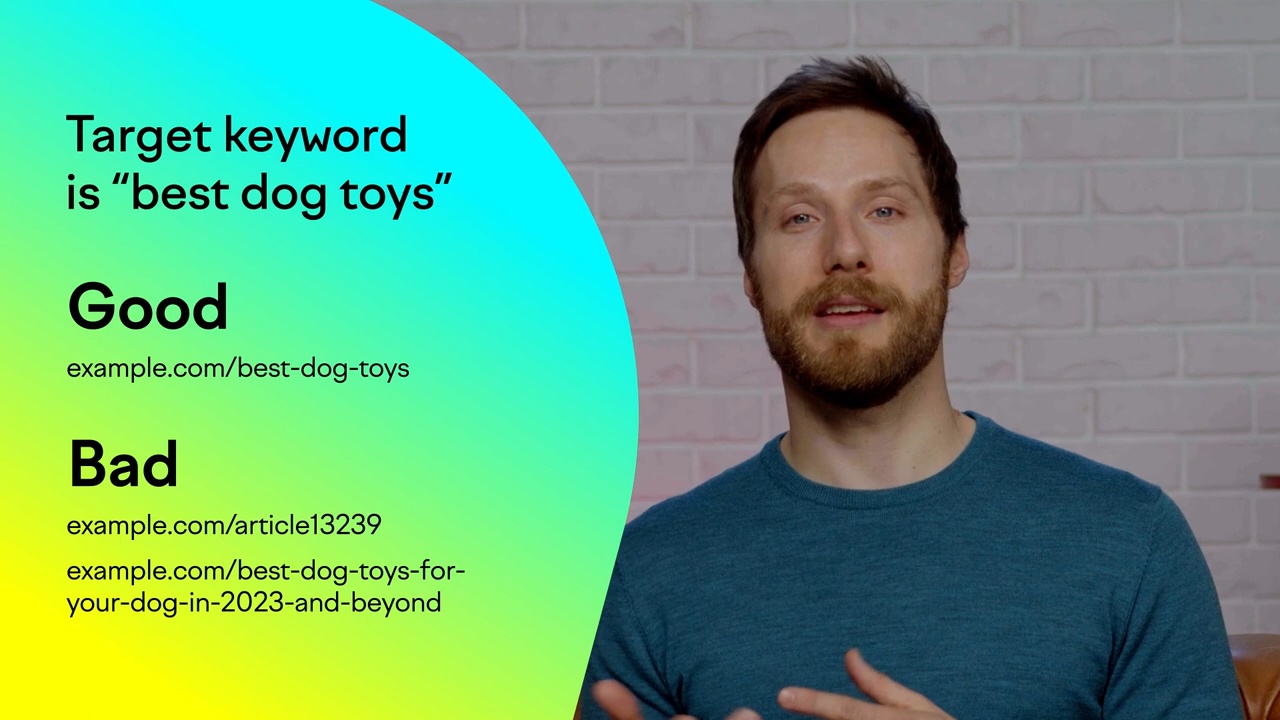 Target keyword
is “best dog toys”
Good
example.com/best-dog-toys
Bad
example.com/article13239
example.com/best-dog-toys-for-
your-dog-in-2023-and-beyond